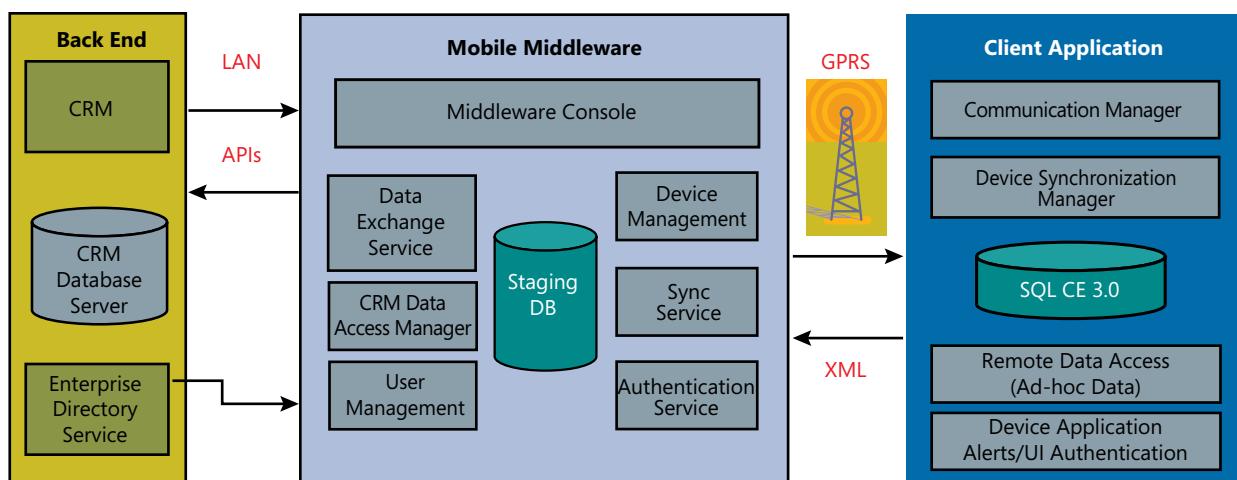 Back End
CRM
CRM
Database
Server
Enterprise
Directory
Service
LAN
APIs
Mobile Middleware
Middleware Console
Data
Exchange
Service
CRM Data
Access Manager
User
Management
Staging
DB
Device
Management
Sync
Service
Authentication
Service
GPRS
XML
Client Application
Communication Manager
Device Synchronization
Manager
SQL CE 3.0
Remote Data Access
(Ad-hoc Data)
Device Application
Alerts/UI Authentication